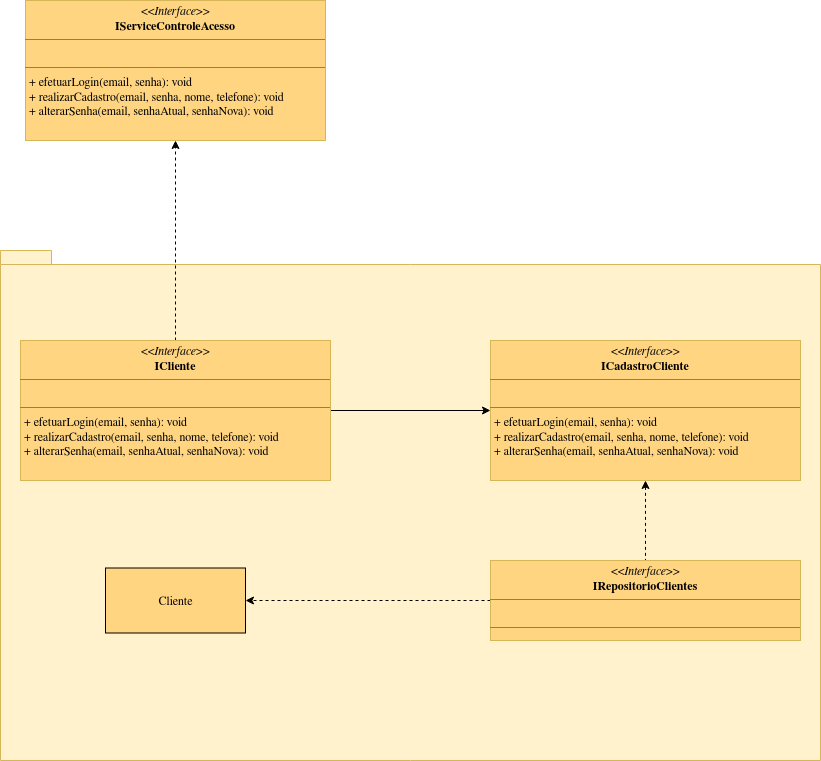 <<Interface>>
IServiceControleAcesso
+ efetuarLogin(email, senha): void
+ realizarCadastro(email, senha, nome, telefone): void
+ alterarSenha(email, senhaAtual, senhaNova): void
<<Interface>>
ICliente
+ efetuarLogin(email, senha): void
+ realizarCadastro(email, senha, nome, telefone): void
+ alterarSenha(email, senhaAtual, senhaNova): void
<<Interface>>
ICadastroCliente
+ efetuarLogin(email, senha): void
+ realizarCadastro(email, senha, nome, telefone): void
+ alterarSenha(email, senhaAtual, senhaNova): void
Cliente
<<Interface>>
IRepositorioClientes